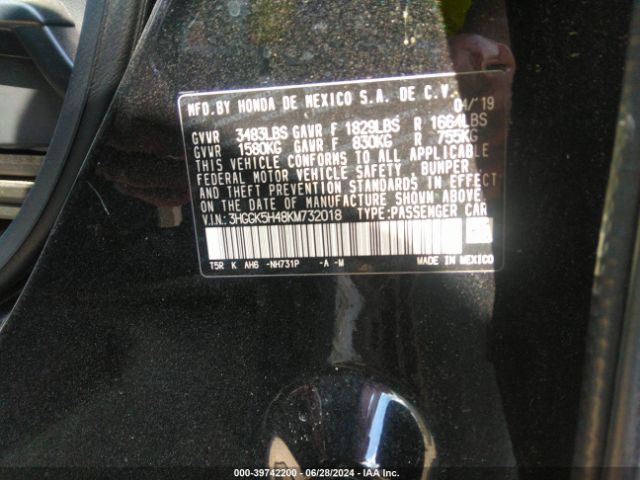 MFD.BY HONDA DE MEXICO S.A. DE C.V. 04/'19
GVWR 3483LBS GAWR F 1829LBS R 1664LBS
GVWR 1580KG GAWR F 830KG R 755KG
THIS VEHICLE CONFORMS TO ALL APPLICABLE
FEDERAL MOTOR VEHICLE SAFETY, BUMPER,
AND THEFT PREVENTION STANDARDS IN EFFECT
ON THE DATE OF MANUFACTURE SHOWN ABOVE.
V.I.N.: 3HGGK5H48KM732018 TYPE:PASSENGER CAR
T5R K AH6 -NH731P -A -M MADE IN MEXICO
000-39742200 - 06/28/2024 - IAAI.com